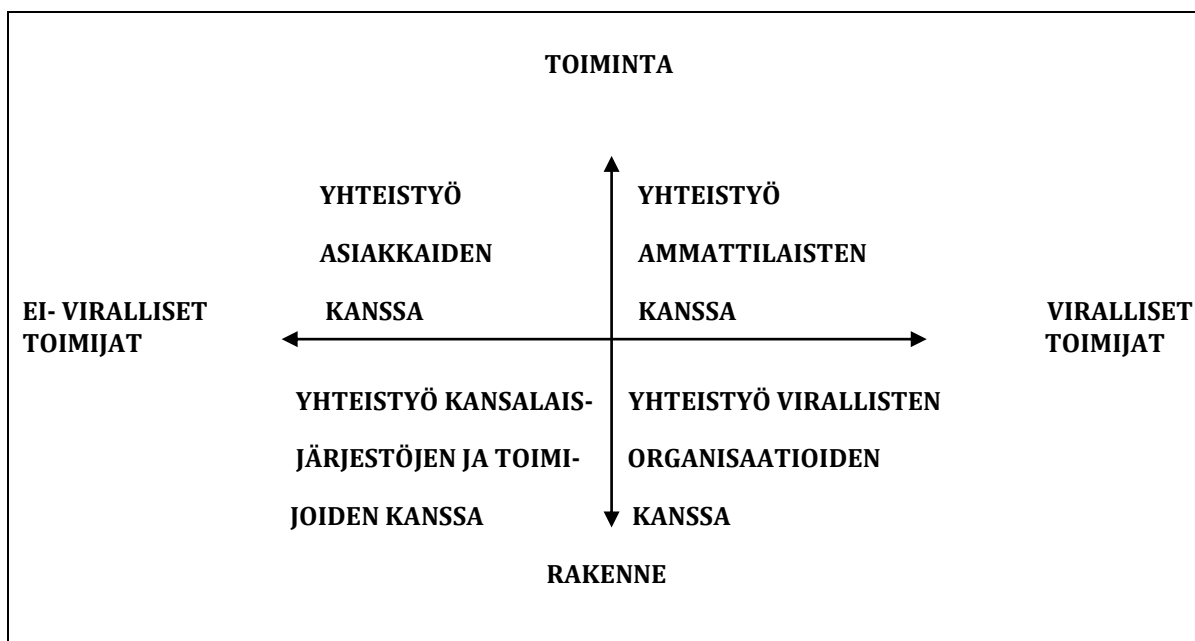 TOIMINTA
YHTEISTYÖ
ASIAKKAIDEN
KANSSA
YHTEISTYÖ
AMMATTILAISTEN
KANSSA
EI- VIRALLISET
TOIMIJAT
VIRALLISET
TOIMIJAT
YHTEISTYÖ KANSALAIS-
JÄRJESTÖJEN JA TOIMI-
JOIDEN KANSSA
YHTEISTYÖ VIRALLISTEN
ORGANISAATIOIDEN
KANSSA
RAKENNE